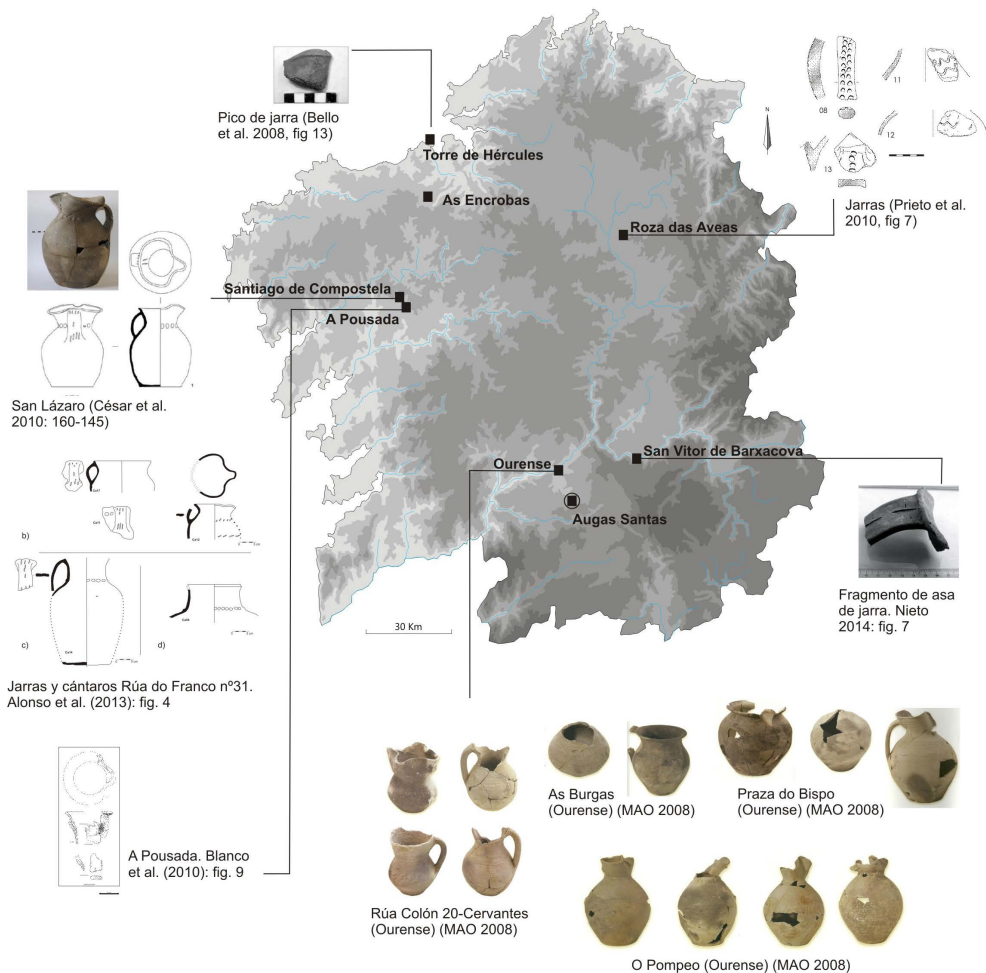 Pico de jarra (Bello
et al. 2008, fig 13)
Torre de Hércules
As Encrobas
N
08
11
12
13
Jarras (Prieto et al.
2010, fig 7)
Roza das Aveas
Santiago de Compostela
A Pousada
1
San Lázaro (César et al.
2010: 160-145)
b)
c)
d)
Jarras y cántaros Rúa do Franco nº31.
Alonso et al. (2013): fig. 4
Ourense
San Vitor de Barxacova
Augas Santas
30 Km
Fragmento de asa
de jarra. Nieto
2014: fig. 7
A Pousada. Blanco
et al. (2010): fig. 9
As Burgas
(Ourense) (MAO 2008)
Praza do Bispo
(Ourense) (MAO 2008)
Rúa Colón 20-Cervantes
(Ourense) (MAO 2008)
O Pompeo (Ourense) (MAO 2008)